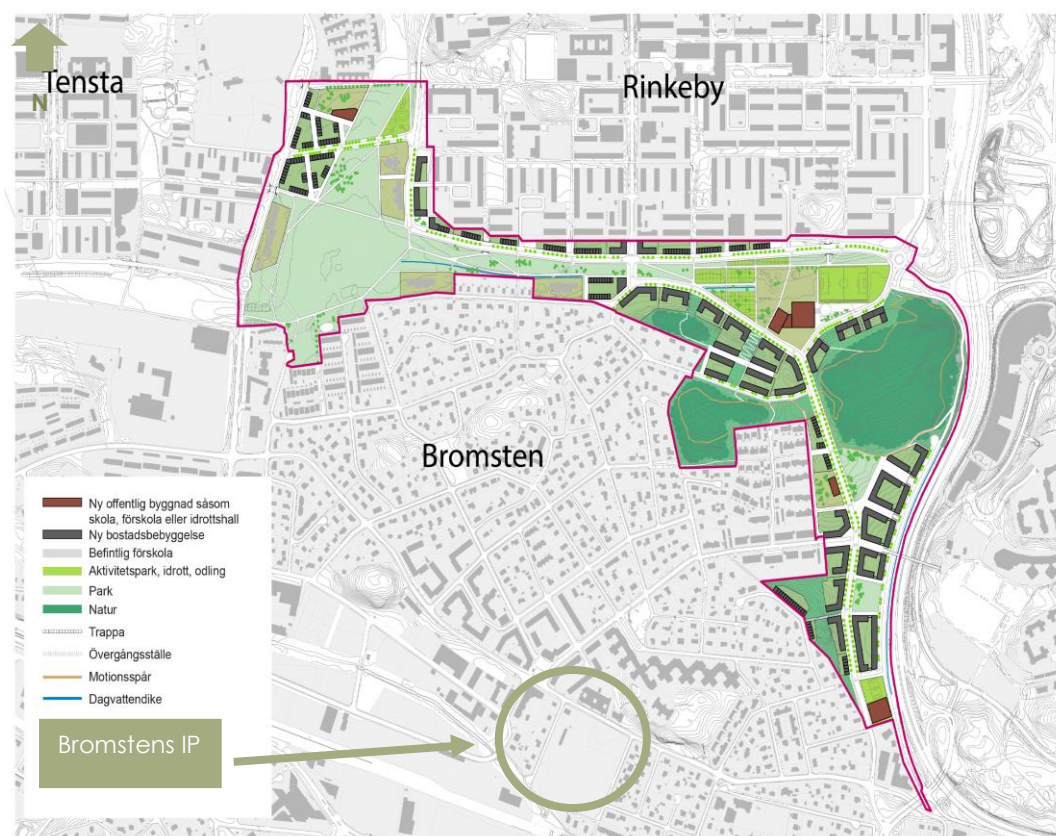 Tensta
N
Rinkeby
Bromsten
Ny offentlig byggnad såsom
skola, förskola eller idrottshall
Ny bostadsbebyggelse
Befintlig förskola
Aktivitetspark, idrott, odling
Park
Natur
Trappa
Övergångsställe
Motionsspår
Dagvattendike
Bromstens IP